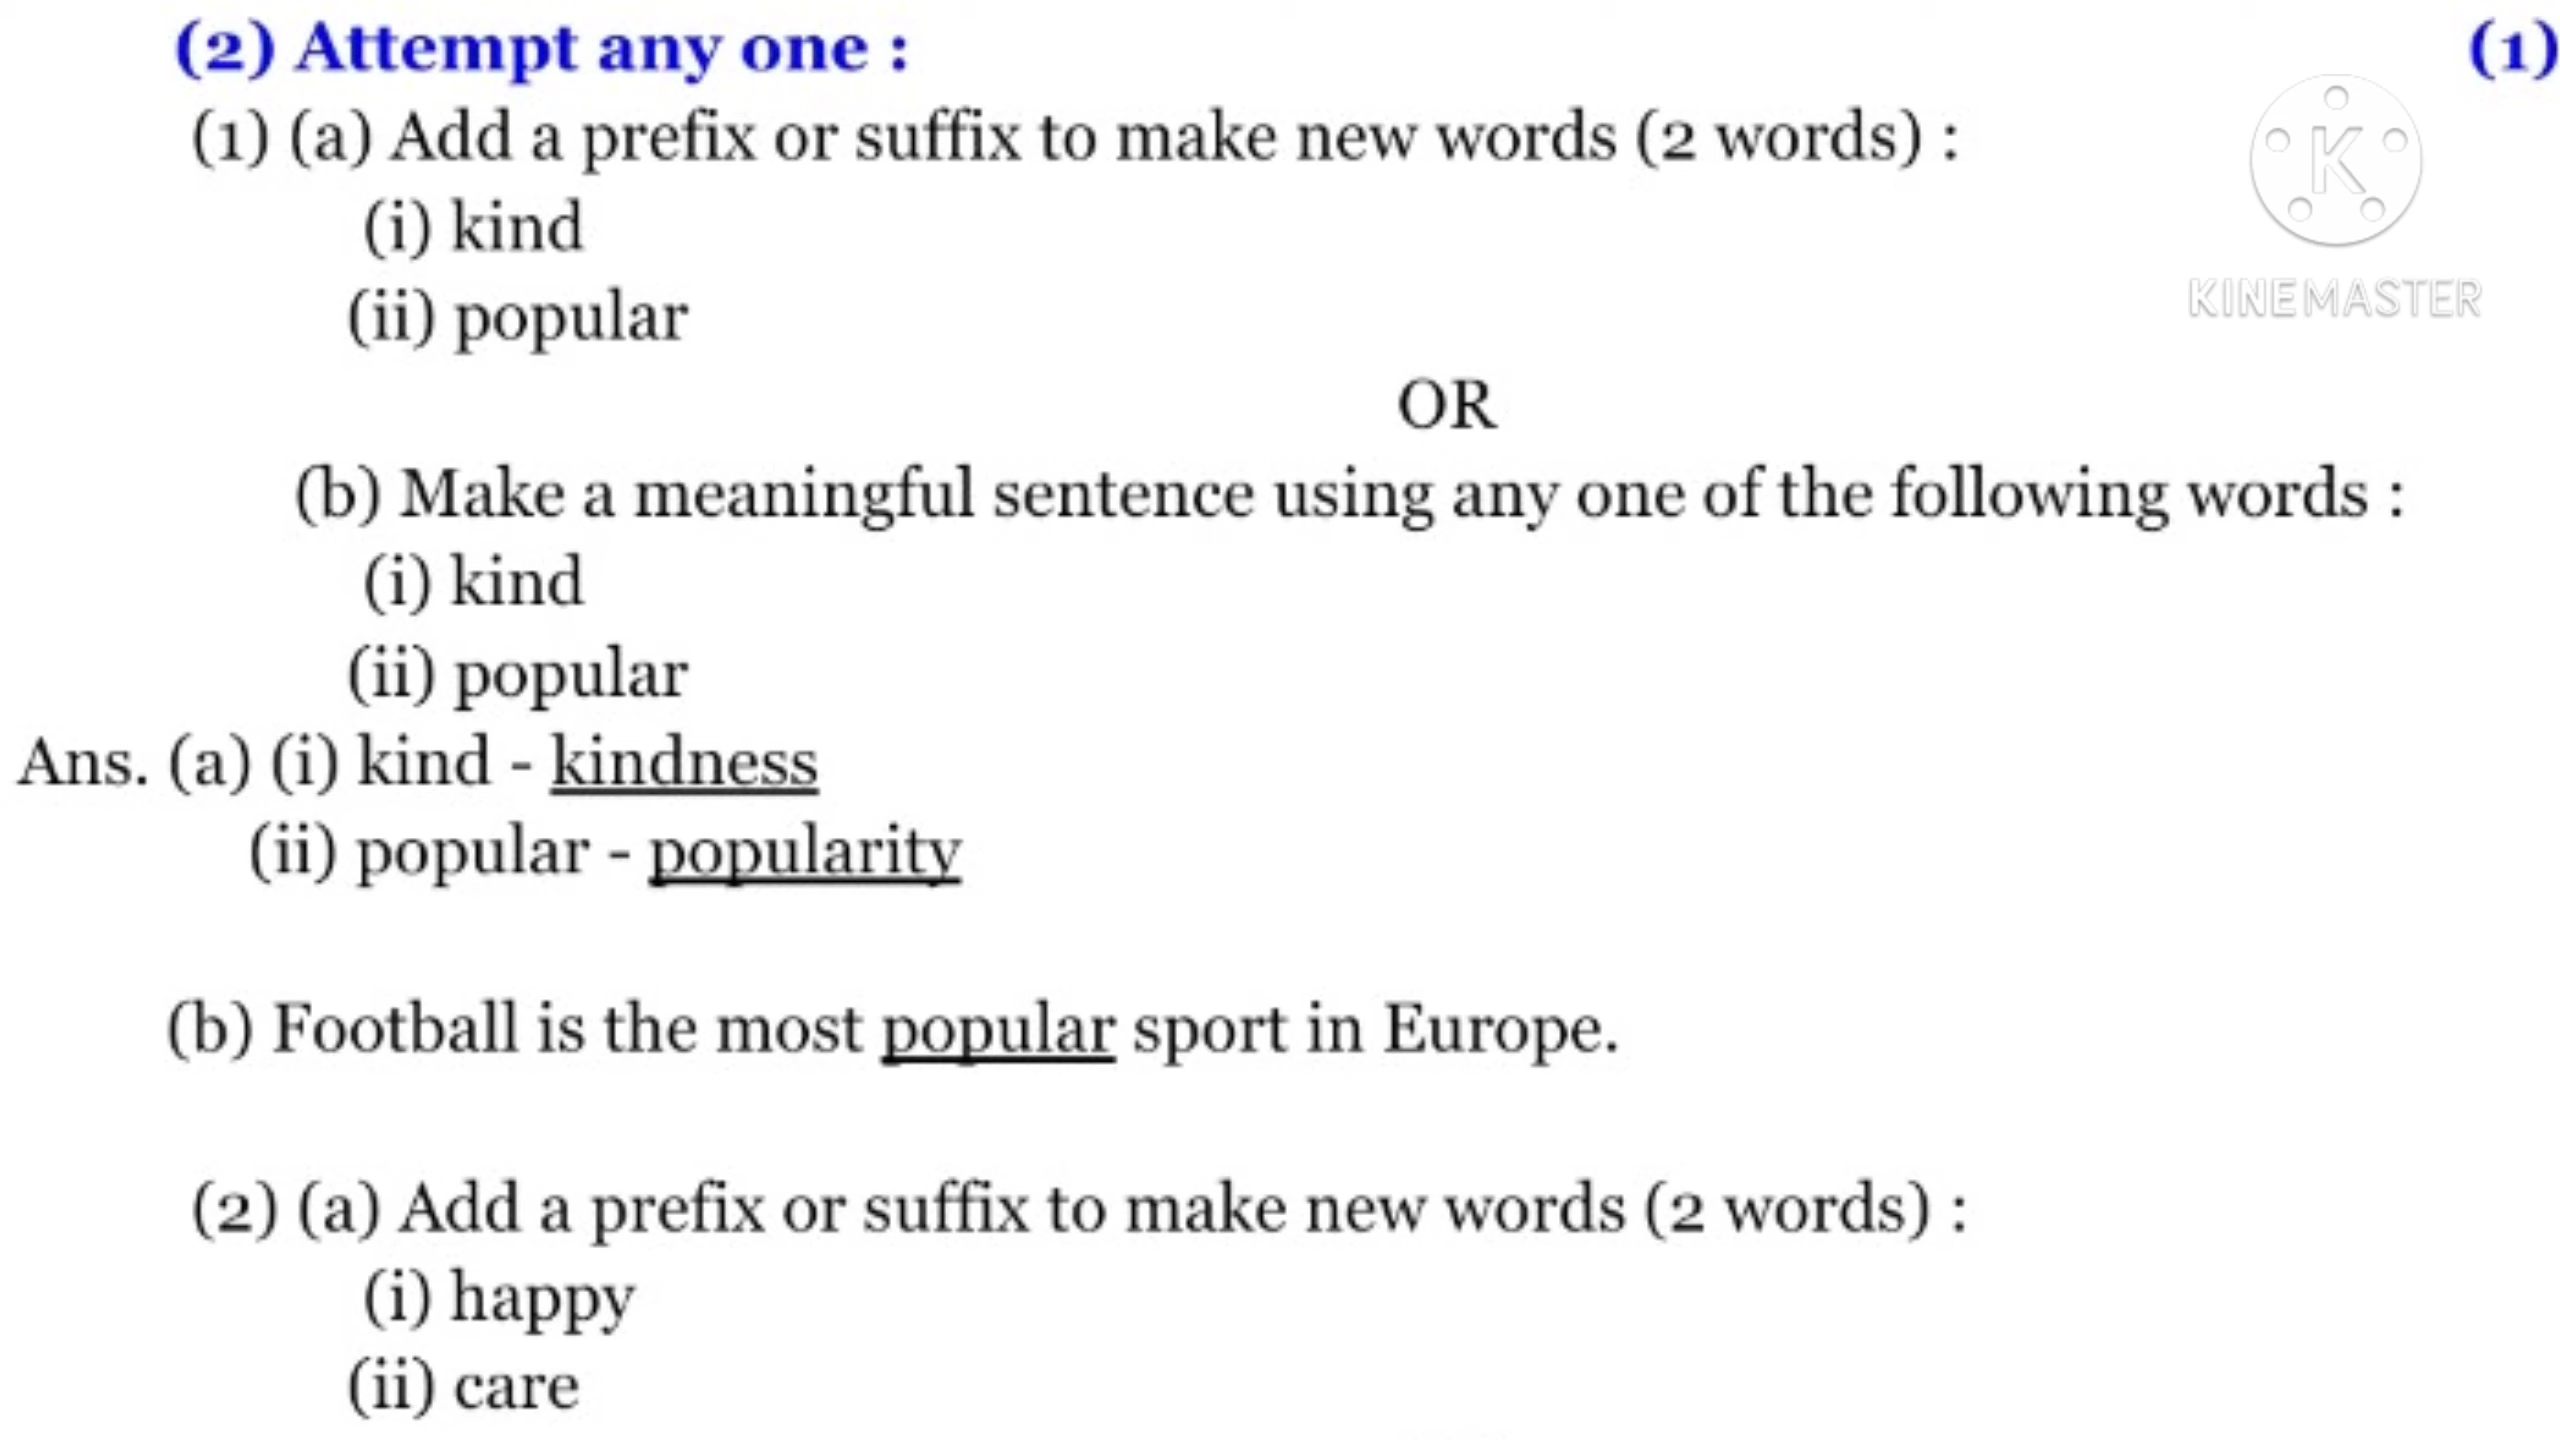 (2) Attempt any one : (1)
(1) (a) Add a prefix or suffix to make new words (2 words) :
(i) kind
(ii) popular
KINEMASTER
OR
(b) Make a meaningful sentence using any one of the following words :
(i) kind
(ii) popular
Ans. (a) (i) kind - kindness
(ii) popular - popularity
(b) Football is the most popular sport in Europe.
(2) (a) Add a prefix or suffix to make new words (2 words) :
(i) happy
(ii) care